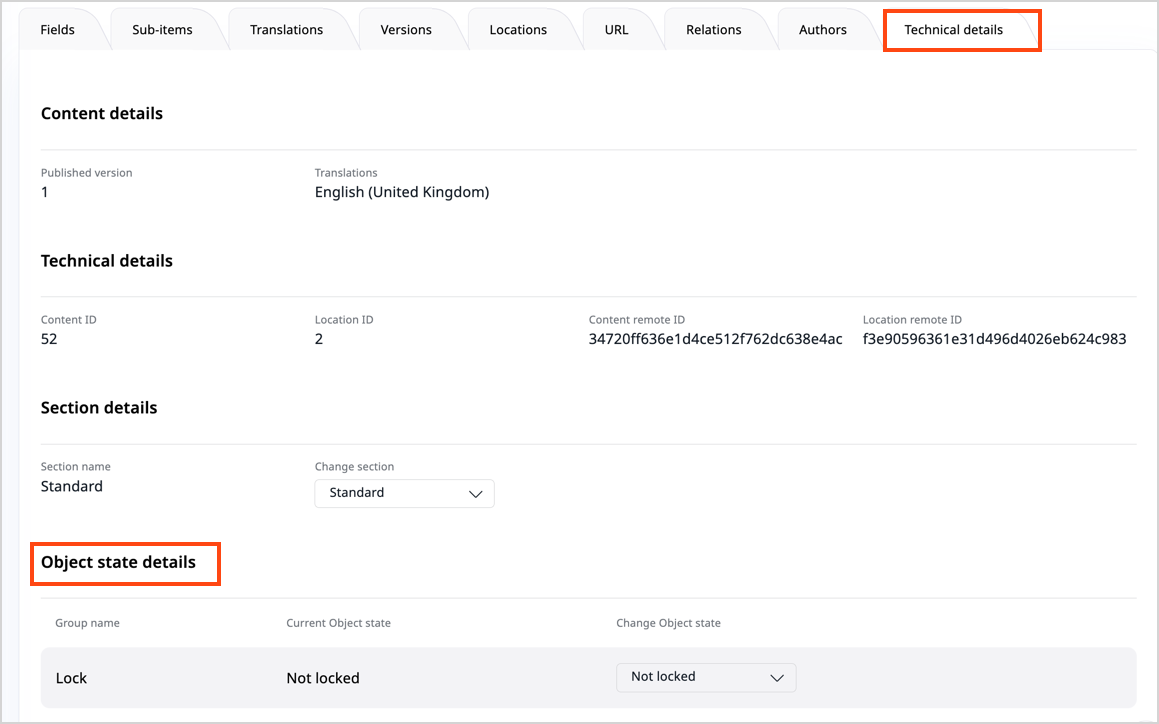 Fields Sub-items Translations Versions Locations URL Relations Authors Technical details
Content details
Published version Translations
1 English (United Kingdom)
Technical details
Content ID Location ID Content remote ID Location remote ID
52 2 34720ff636e1d4ce512f762dc638e4ac f3e90596361e31d496d4026eb624c983
Section details
Section name Change section
Standard Standard
Object state details
Group name Current Object state Change Object state
Lock Not locked Not locked